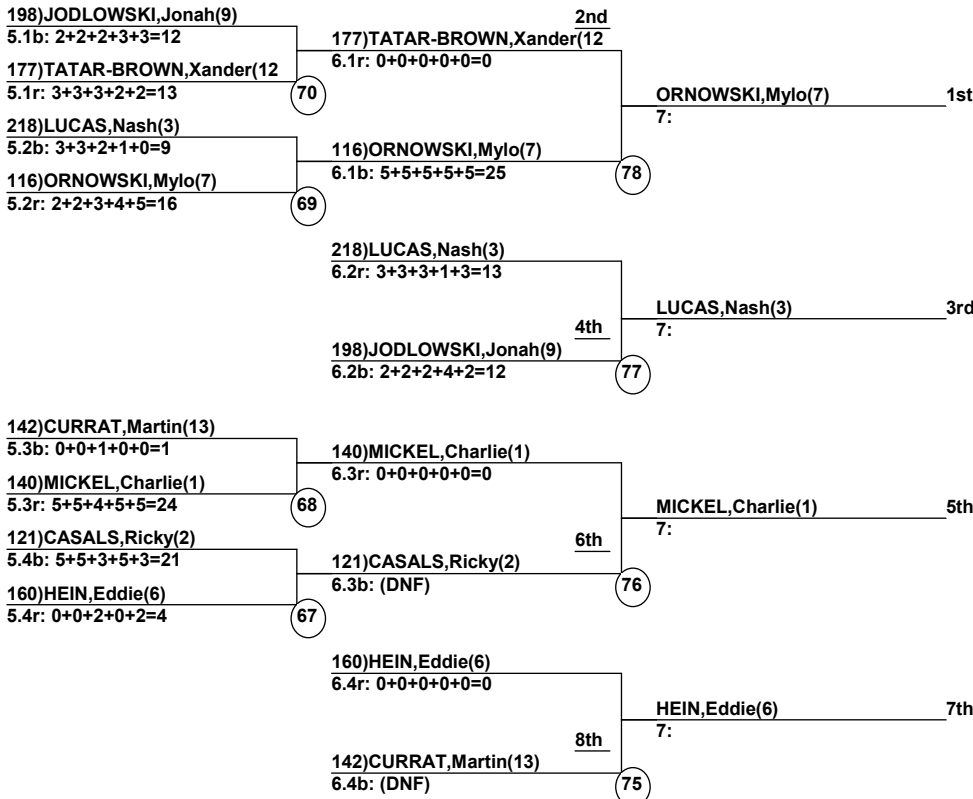 198)JODLOWSKI,Jonah(9)
5.1b: 2+2+2+3+3=12
177)TATAR-BROWN,Xander(12
5.1r: 3+3+3+2+2=13
70
218)LUCAS,Nash(3)
5.2b: 3+3+2+1+0=9
116)ORNOWSKI,Mylo(7)
5.2r: 2+2+3+4+5=16
69
2nd
177)TATAR-BROWN,Xander(12
6.1r: 0+0+0+0+0=0
116)ORNOWSKI,Mylo(7)
6.1b: 5+5+5+5+5=25
78
ORNOWSKI,Mylo(7)
1st
7:
218)LUCAS,Nash(3)
6.2r: 3+3+3+1+3=13
4th
198)JODLOWSKI,Jonah(9)
6.2b: 2+2+2+4+2=12
77
LUCAS,Nash(3)
3rd
7:
142)CURRAT,Martin(13)
5.3b: 0+0+1+0+0=1
140)MICKEL,Charlie(1)
5.3r: 5+5+4+5+5=24
68
121)CASALS,Ricky(2)
5.4b: 5+5+3+5+3=21
160)HEIN,Eddie(6)
5.4r: 0+0+2+0+2=4
67
140)MICKEL,Charlie(1)
6.3r: 0+0+0+0+0=0
6th
121)CASALS,Ricky(2)
6.3b: (DNF)
76
MICKEL,Charlie(1)
5th
7:
160)HEIN,Eddie(6)
6.4r: 0+0+0+0+0=0
8th
142)CURRAT,Martin(13)
6.4b: (DNF)
75
HEIN,Eddie(6)
7th
7: